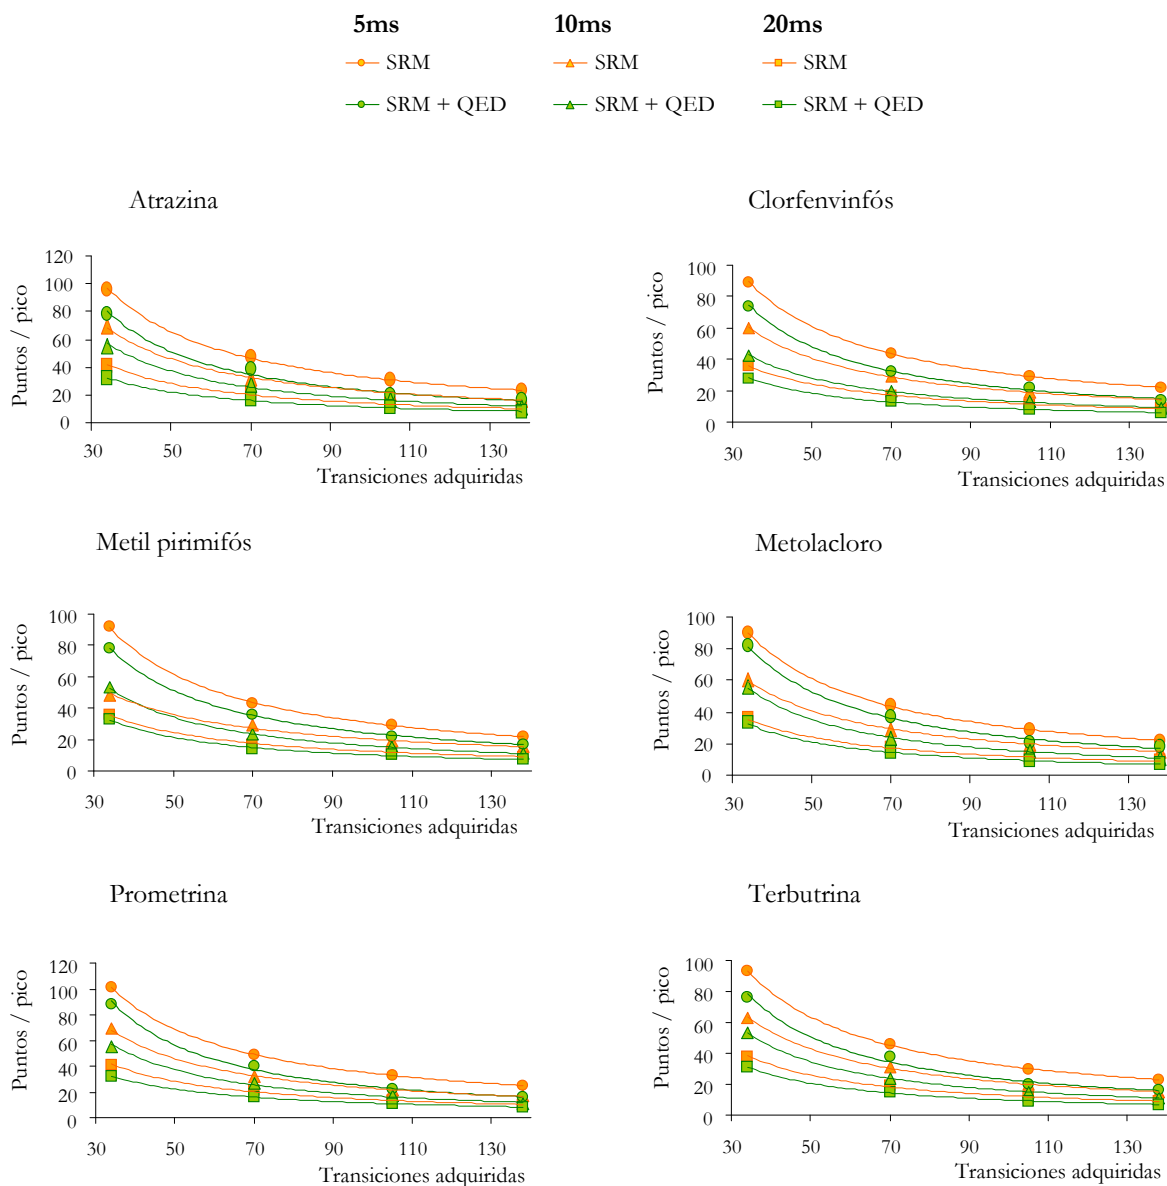 5ms 10ms 20ms
SRM SRM SRM
SRM + QED SRM + QED SRM + QED
Atrazina
Puntos / pico
120
100
80
60
40
20
0
30 50 70 90 110 130
Transiciones adquiridas
Clorfenvinfós
Puntos / pico
100
80
60
40
20
0
30 50 70 90 110 130
Transiciones adquiridas
Metil pirimifós
Puntos / pico
100
80
60
40
20
0
30 50 70 90 110 130
Transiciones adquiridas
Metolacloro
Puntos / pico
100
80
60
40
20
0
30 50 70 90 110 130
Transiciones adquiridas
Prometrina
Puntos / pico
120
100
80
60
40
20
0
30 50 70 90 110 130
Transiciones adquiridas
Terbutrina
Puntos / pico
100
80
60
40
20
0
30 50 70 90 110 130
Transiciones adquiridas